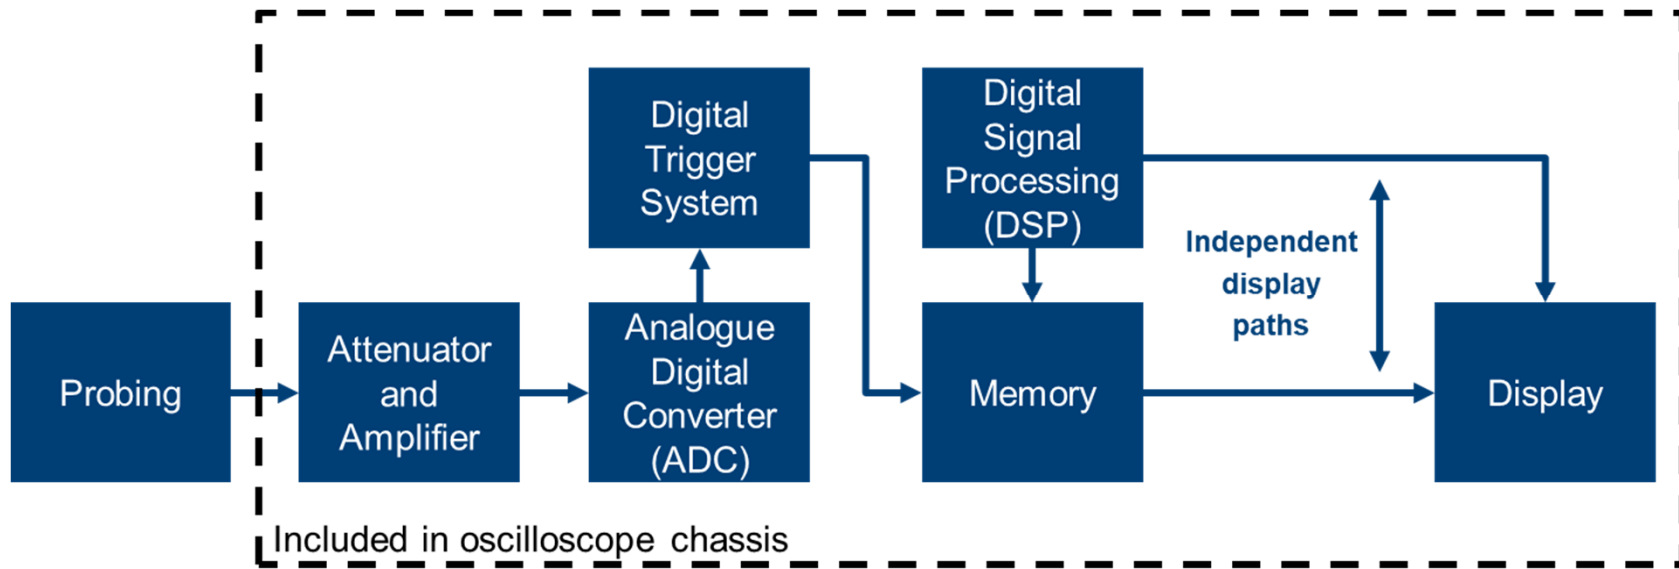 Digital
Trigger
System
Digital
Signal
Processing
(DSP)
Independent
display
paths
Probing
Attenuator
and
Amplifier
Analogue
Digital
Converter
(ADC)
Memory
Display
Included in oscilloscope chassis